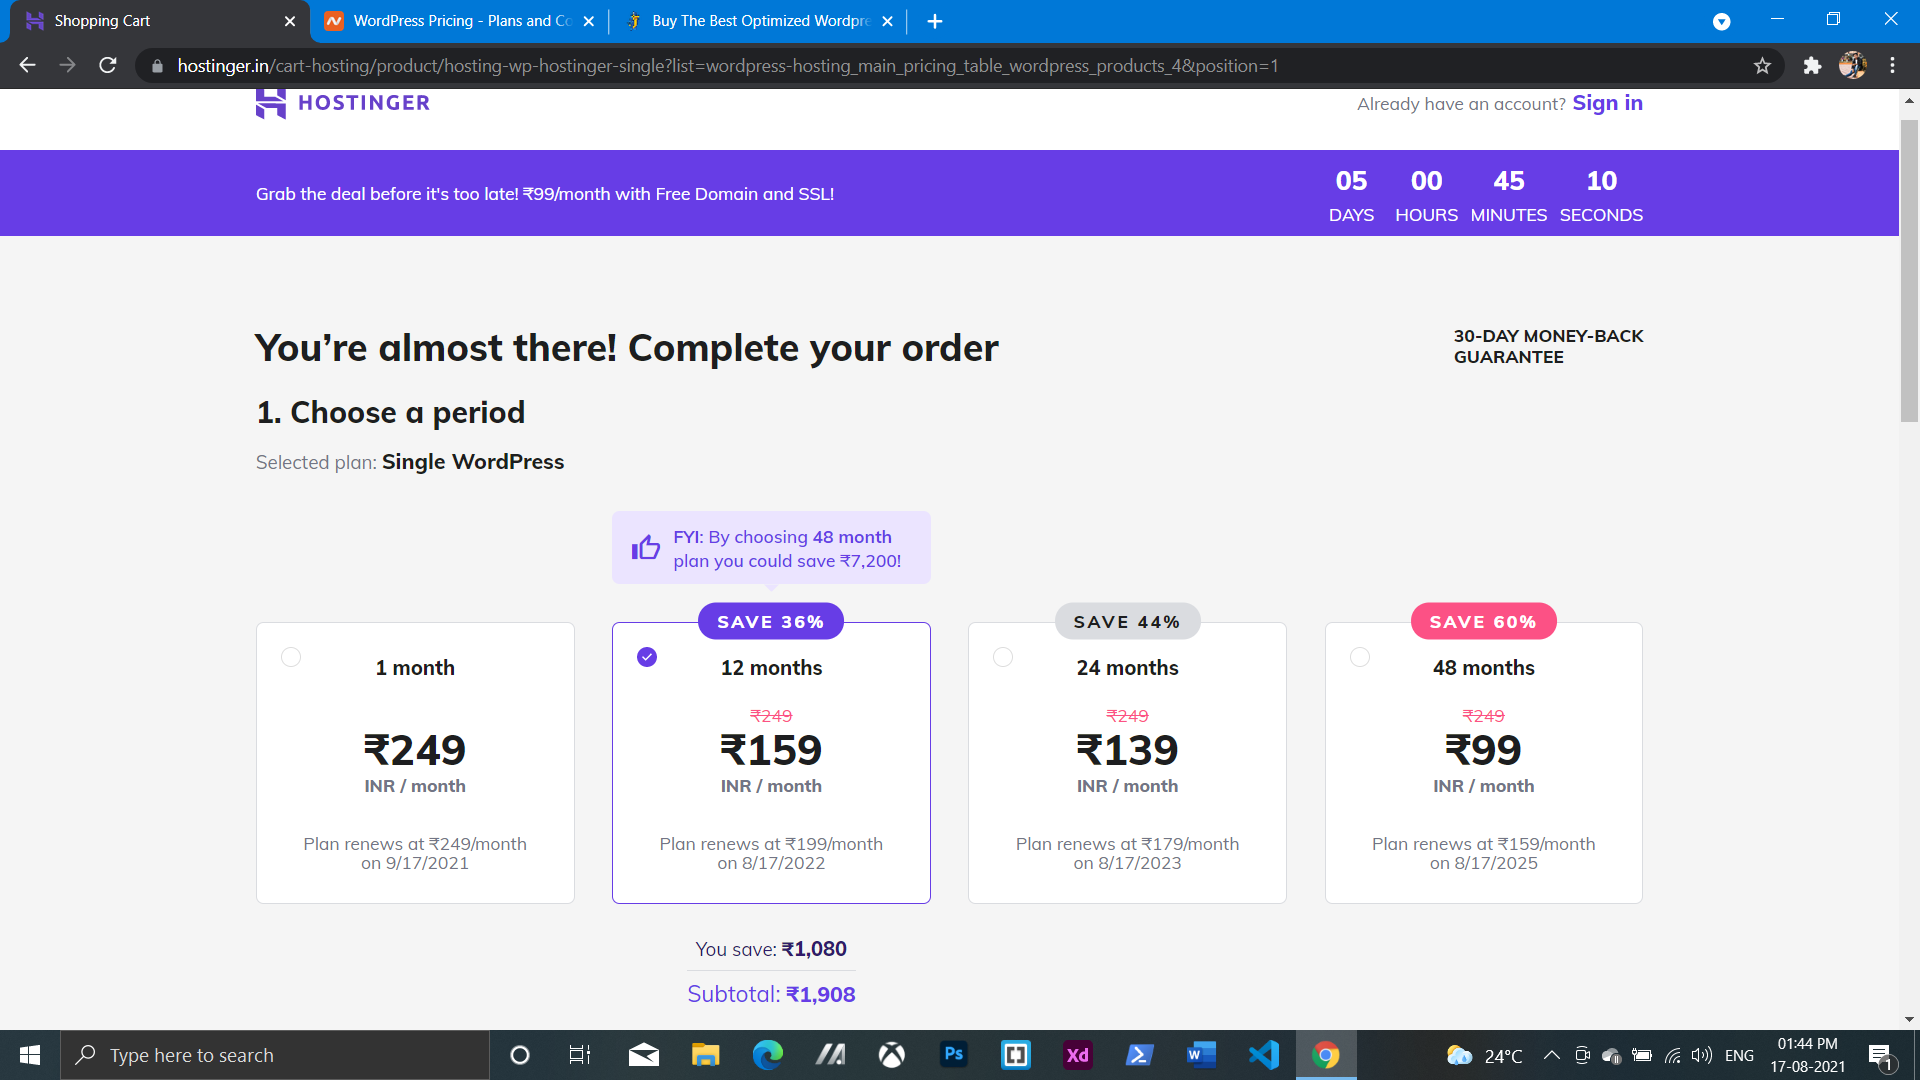 Shopping Cart
WordPress Pricing - Plans and Co
Buy The Best Optimized Wordpre
hostinger.in/cart-hosting/product/hosting-wp-hostinger-single?list=wordpress-hosting_main_pricing_table_wordpress_products_4&position=1
HOSTINGER
Already have an account? Sign in
Grab the deal before it's too late! ₹99/month with Free Domain and SSL!
05 00 45 10
DAYS HOURS MINUTES SECONDS
You're almost there! Complete your order
30-DAY MONEY-BACK
GUARANTEE
1. Choose a period
Selected plan: Single WordPress
FYI: By choosing 48 month
plan you could save ₹7,200!
SAVE 36%
SAVE 44%
SAVE 60%
1 month
12 months
24 months
48 months
₹249
₹249
₹249
₹249
₹159
₹139
₹99
INR / month
INR / month
INR / month
INR / month
Plan renews at ₹249/month
on 9/17/2021
Plan renews at ₹199/month
on 8/17/2022
Plan renews at ₹179/month
on 8/17/2023
Plan renews at ₹159/month
on 8/17/2025
You save: ₹1,080
Subtotal: ₹1,908
Type here to search
Ps
Xd
W
24°C
ENG
01:44 PM
17-08-2021
1